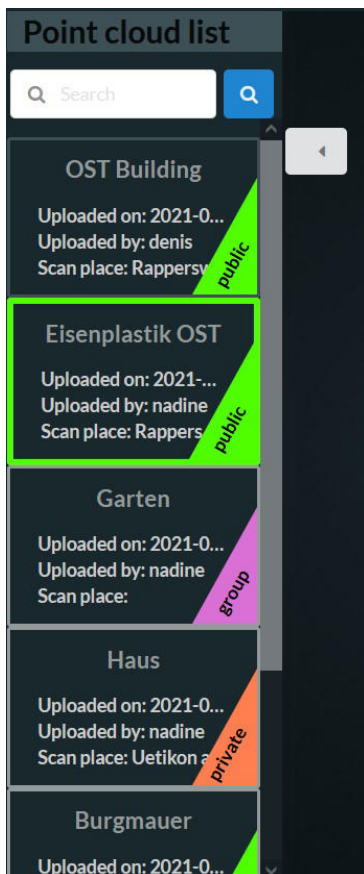 Point cloud list
Search
OST Building
Uploaded on: 2021-0...
Uploaded by: denis
Scan place: Rappersw
public
Eisenplastik OST
Uploaded on: 2021-...
Uploaded by: nadine
Scan place: Rappers
public
Garten
Uploaded on: 2021-0...
Uploaded by: nadine
Scan place:
group
Haus
Uploaded on: 2021-0...
Uploaded by: nadine
Scan place: Uetikon a
private
Burgmauer
Uploaded on: 2021-0...